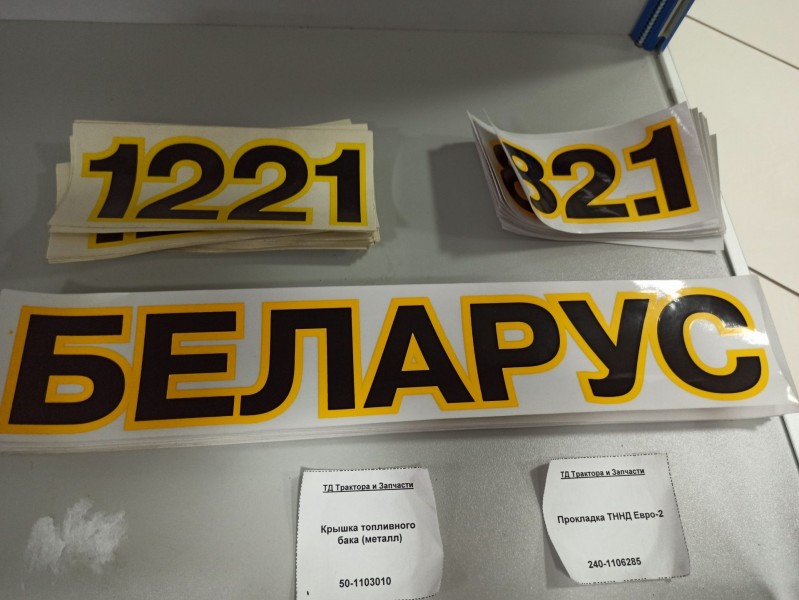 1221
82.1
БЕЛАРУС
ТД Трактора и Запчасти
Крышка топливного
бака (металл)
50-1103010
ТД Трактора и Запчасти
Прокладка ТННД Евро-2
240-1106285